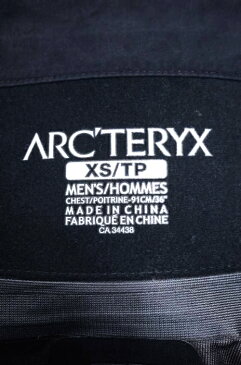 ARC'TERYX
XS/TP
MEN'S/HOMMES
CHEST/POITRINE-91CM/36"
MADE IN CHINA
FABRIQUÉ EN CHINE
CA 34438